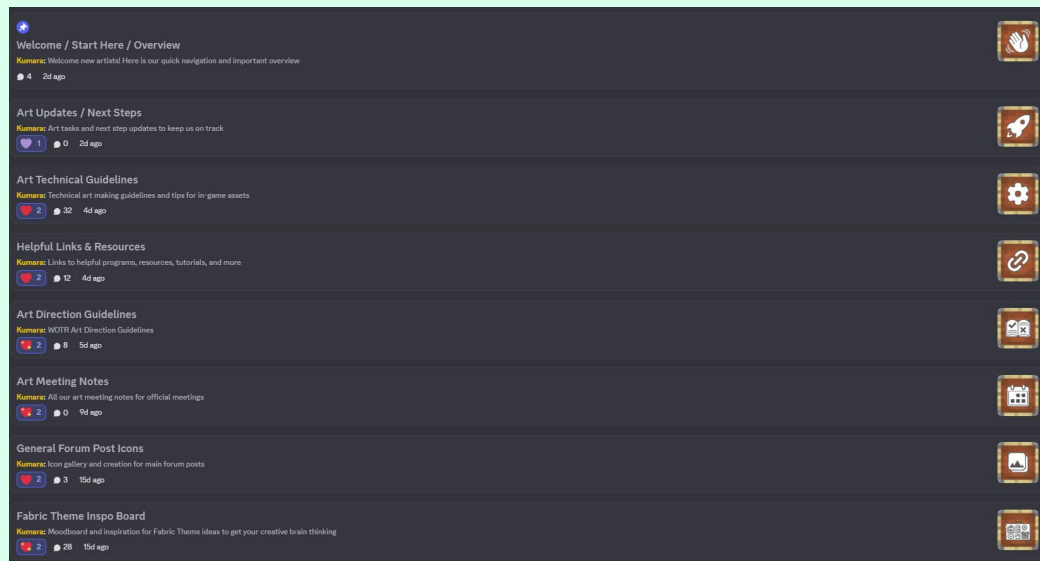 Welcome / Start Here / Overview
Kumara: Welcome new artists! Here is our quick navigation and important overview
4 2d ago
Art Updates / Next Steps
Kumara: Art tasks and next step updates to keep us on track
1 0 2d ago
Art Technical Guidelines
Kumara: Technical art making guidelines and tips for in-game assets
2 32 4d ago
Helpful Links & Resources
Kumara: Links to helpful programs, resources, tutorials, and more
2 12 4d ago
Art Direction Guidelines
Kumara: WOTR Art Direction Guidelines
2 8 5d ago
Art Meeting Notes
Kumara: All our art meeting notes for official meetings
2 0 9d ago
General Forum Post Icons
Kumara: Icon gallery and creation for main forum posts
2 3 15d ago
Fabric Theme Inspo Board
Kumara: Moodboard and inspiration for Fabric Theme ideas to get your creative brain thinking
2 28 15d ago